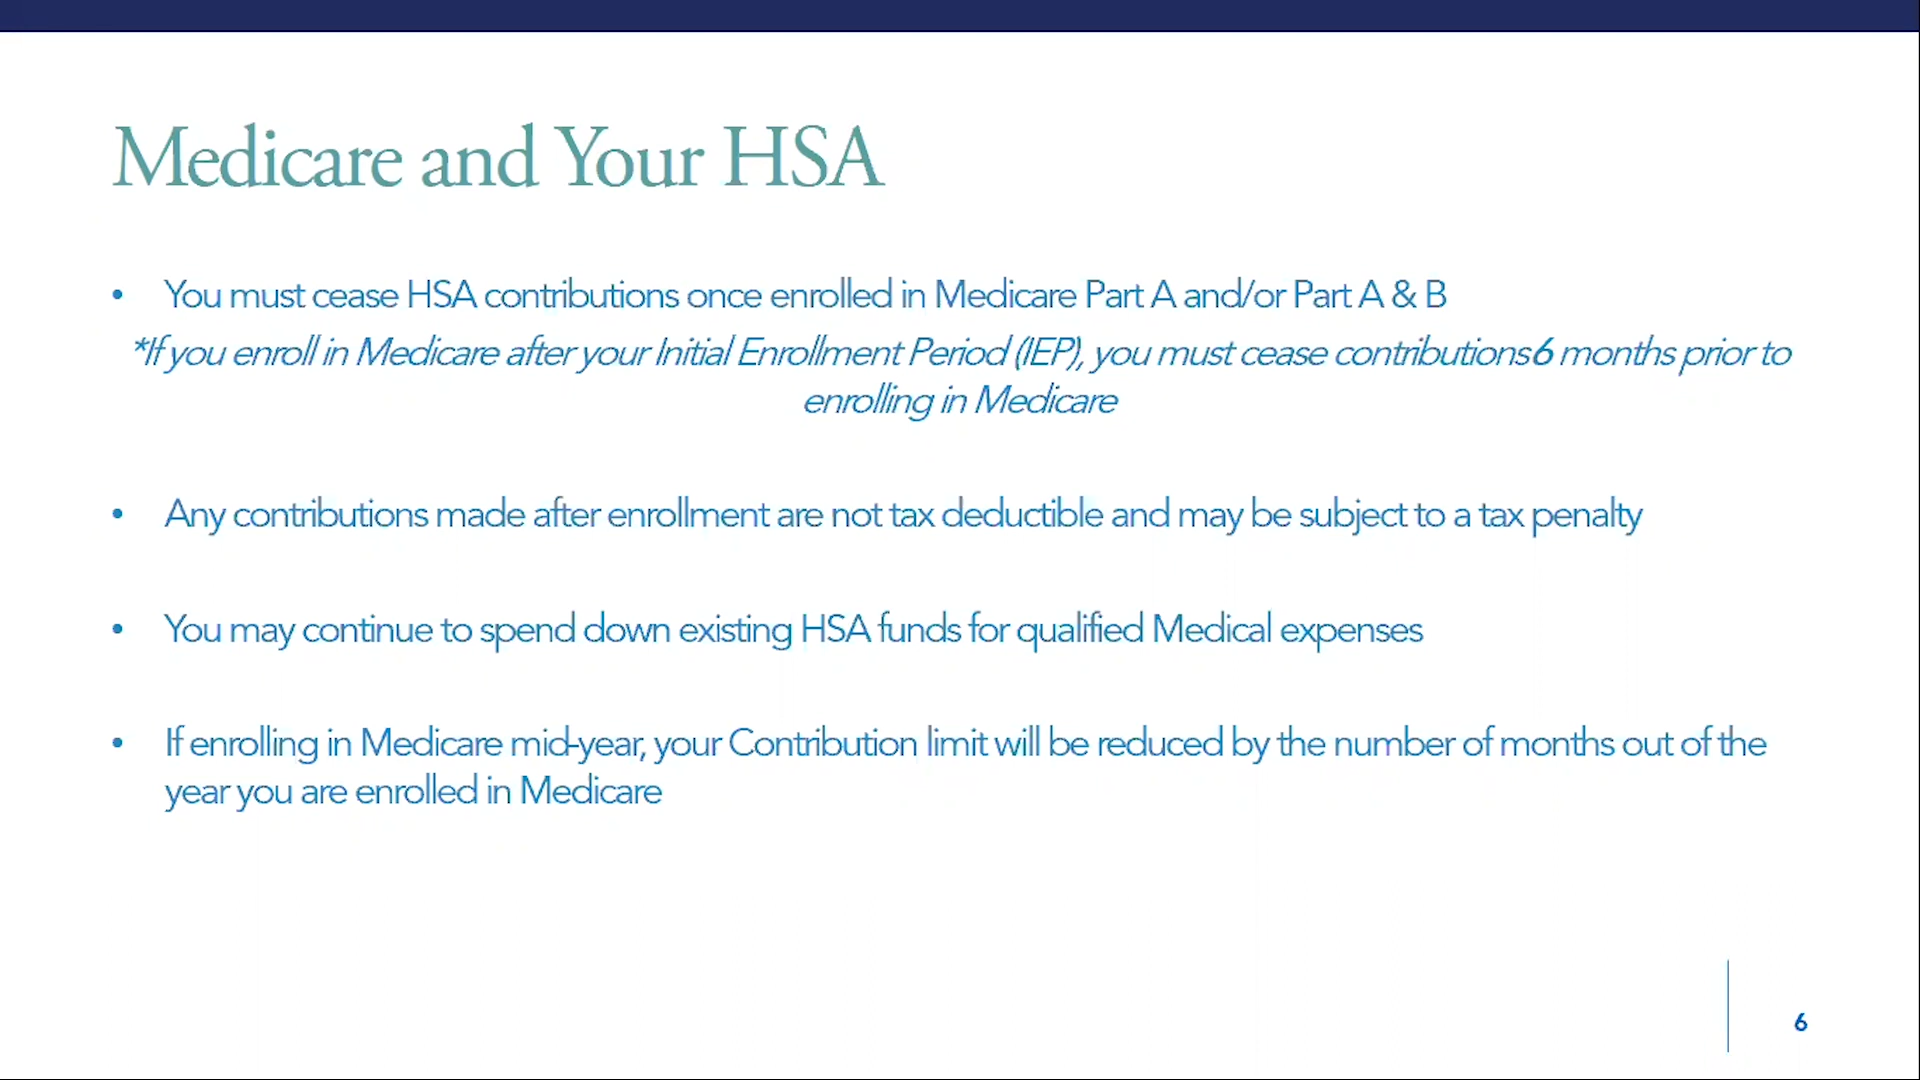 Medicare and Your HSA
• You must cease HSA contributions once enrolled in Medicare Part A and/or Part A & B
*If you enroll in Medicare after your Initial Enrollment Period (IEP), you must cease contributions 6 months prior to
enrolling in Medicare
• Any contributions made after enrollment are not tax deductible and may be subject to a tax penalty
• You may continue to spend down existing HSA funds for qualified Medical expenses
• If enrolling in Medicare mid-year, your Contribution limit will be reduced by the number of months out of the
year you are enrolled in Medicare
6